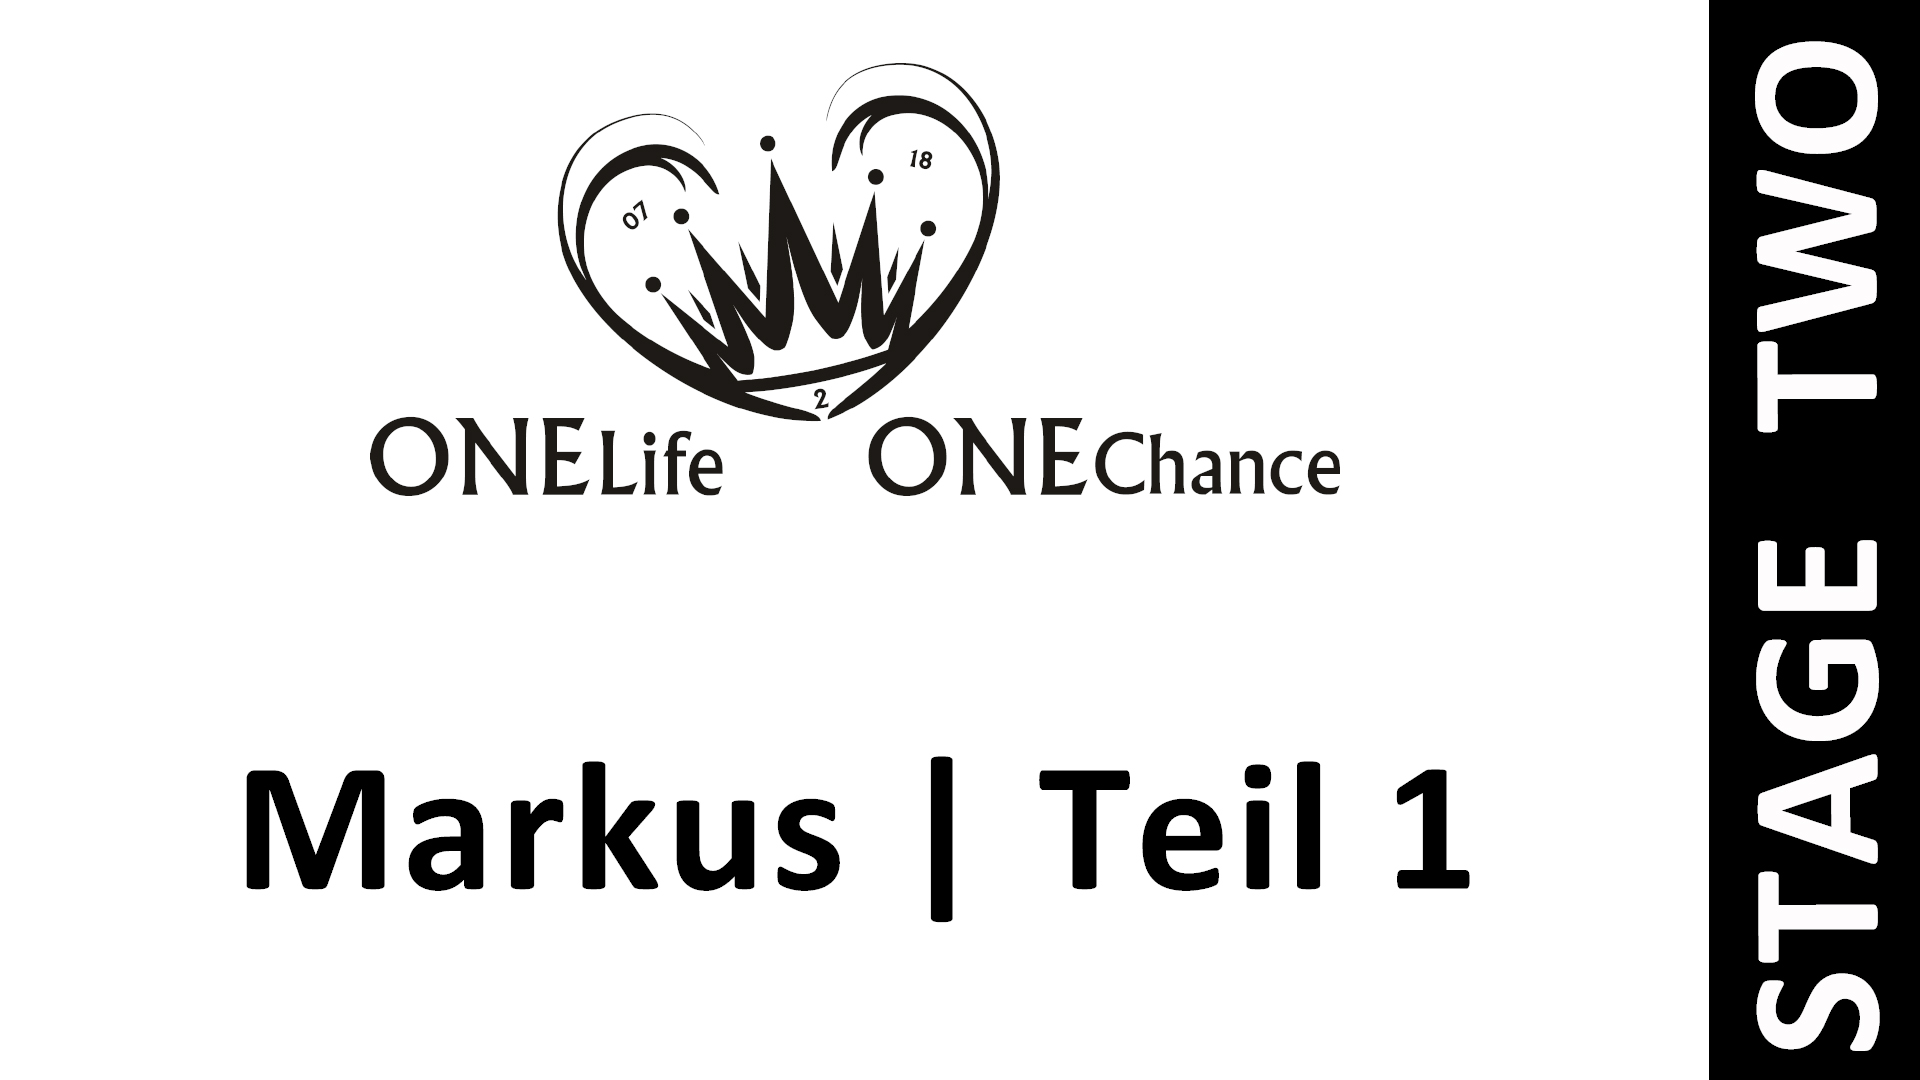 07
18
2
ONELife ONEChance
Markus | Teil 1
STAGE TWO